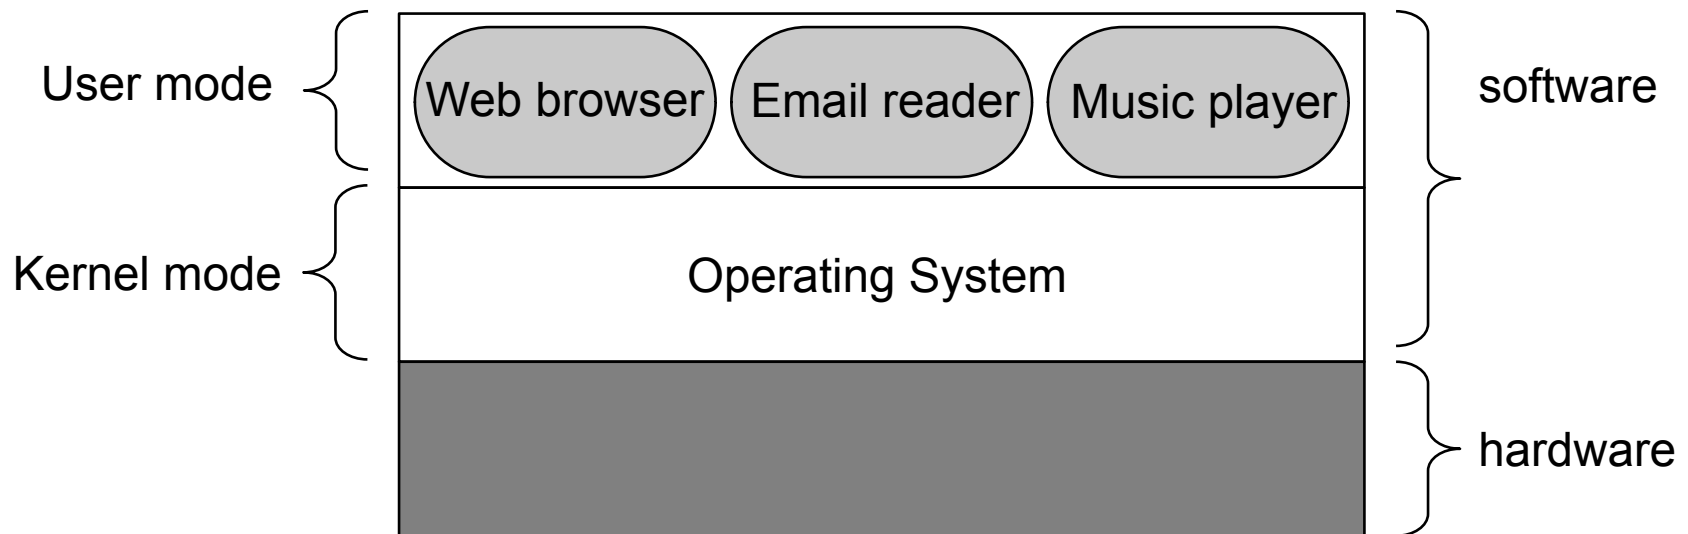 User mode
Web browser
Email reader
Music player
software
Kernel mode
Operating System
hardware